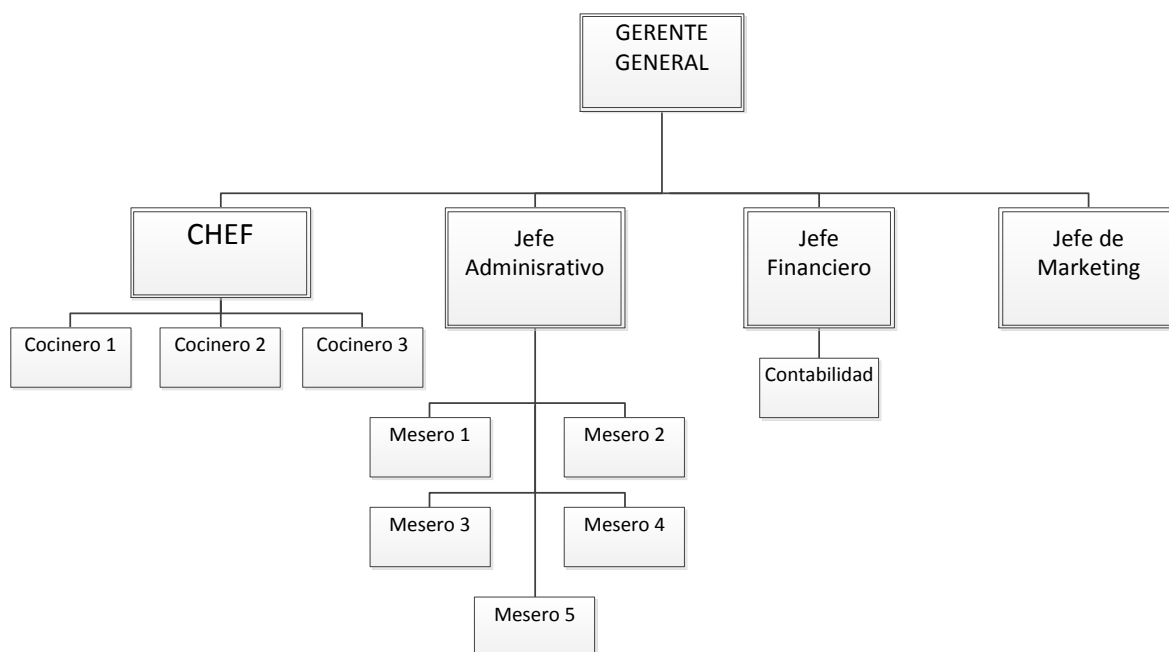 GERENTE
GENERAL
CHEF
Jefe
Adminisrativo
Jefe
Financiero
Jefe de
Marketing
Cocinero 1
Cocinero 2
Cocinero 3
Contabilidad
Mesero 1
Mesero 2
Mesero 3
Mesero 4
Mesero 5